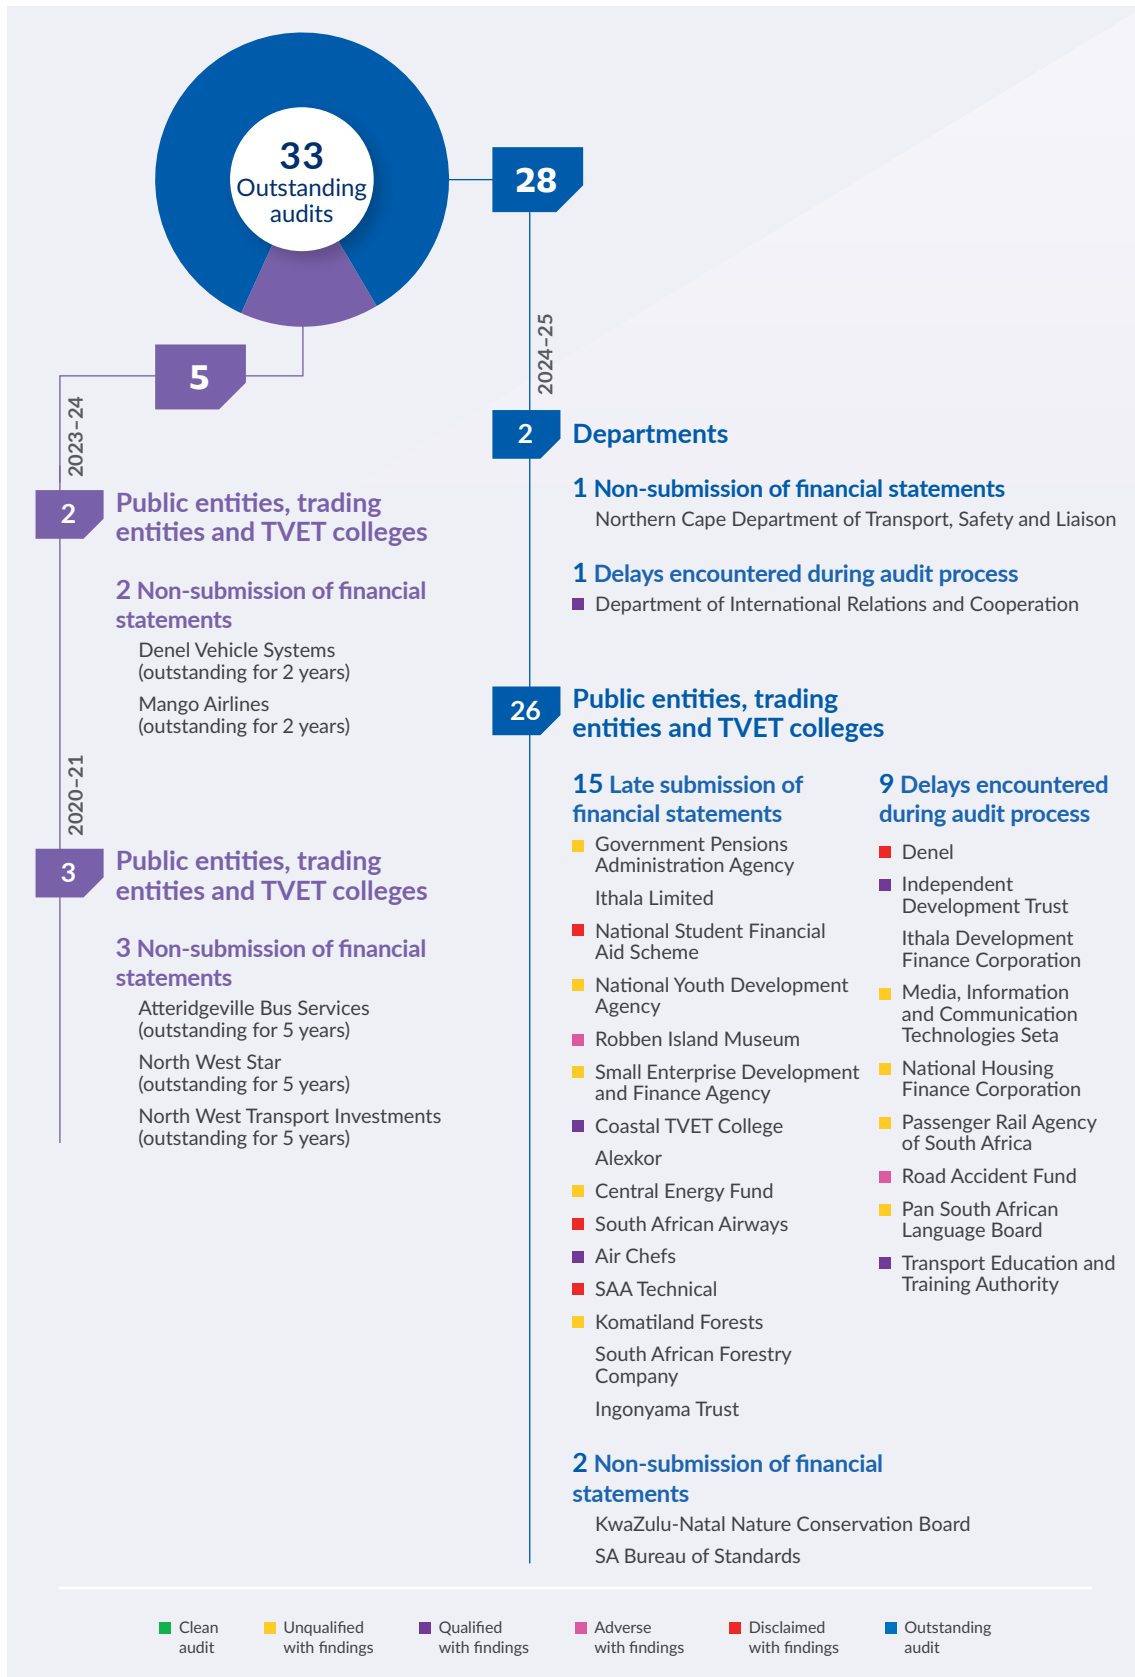 33
Outstanding
audits
28
5
2023–24
2
Public entities, trading
entities and TVET colleges
2 Non-submission of financial
statements
Denel Vehicle Systems
(outstanding for 2 years)
Mango Airlines
(outstanding for 2 years)
2020–21
3
Public entities, trading
entities and TVET colleges
3 Non-submission of financial
statements
Atteridgeville Bus Services
(outstanding for 5 years)
North West Star
(outstanding for 5 years)
North West Transport Investments
(outstanding for 5 years)
2024–25
2
Departments
1 Non-submission of financial statements
Northern Cape Department of Transport, Safety and Liaison
1 Delays encountered during audit process
Department of International Relations and Cooperation
26
Public entities, trading
entities and TVET colleges
15 Late submission of
financial statements
Government Pensions
Administration Agency
Ithala Limited
National Student Financial
Aid Scheme
National Youth Development
Agency
Robben Island Museum
Small Enterprise Development
and Finance Agency
Coastal TVET College
Alexkor
Central Energy Fund
South African Airways
Air Chefs
SAA Technical
Komatiland Forests
South African Forestry
Company
Ingonyama Trust
9 Delays encountered
during audit process
Denel
Independent
Development Trust
Ithala Development
Finance Corporation
Media, Information
and Communication
Technologies Seta
National Housing
Finance Corporation
Passenger Rail Agency
of South Africa
Road Accident Fund
Pan South African
Language Board
Transport Education and
Training Authority
2 Non-submission of financial
statements
KwaZulu-Natal Nature Conservation Board
SA Bureau of Standards
Clean
audit
Unqualified
with findings
Qualified
with findings
Adverse
with findings
Disclaimed
with findings
Outstanding
audit